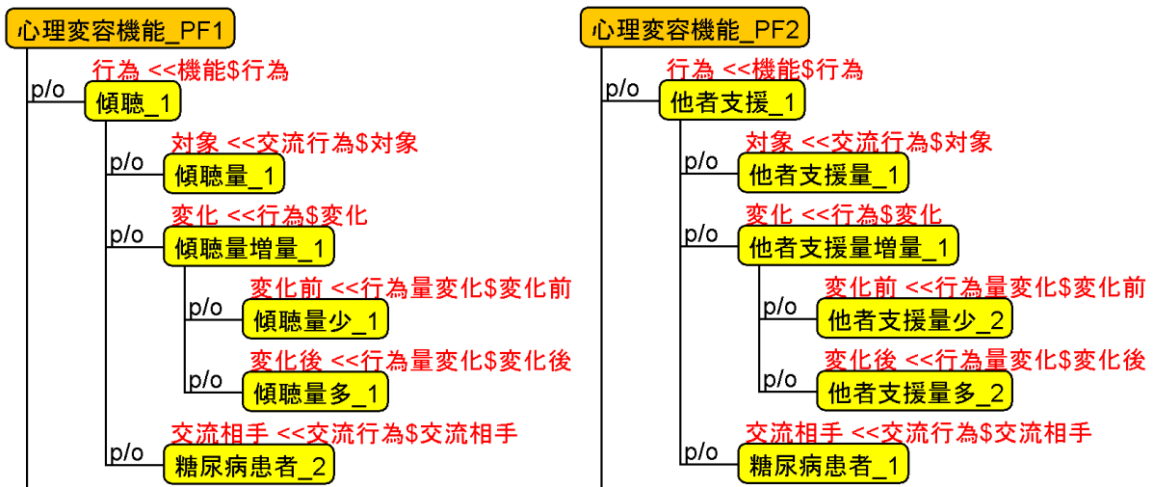 心理変容機能_PF1
行為 <<機能$行為
p/o
傾聴_1
対象 <<交流行為$対象
p/o
傾聴量_1
変化 <<行為$変化
p/o
傾聴量増量_1
変化前 <<行為量変化$変化前
p/o
傾聴量少_1
変化後 <<行為量変化$変化後
p/o
傾聴量多_1
交流相手 <<交流行為$交流相手
p/o
糖尿病患者_2
心理変容機能_PF2
行為 <<機能$行為
p/o
他者支援_1
対象 <<交流行為$対象
p/o
他者支援量_1
変化 <<行為$変化
p/o
他者支援量増量_1
変化前 <<行為量変化$変化前
p/o
他者支援量少_2
変化後 <<行為量変化$変化後
p/o
他者支援量多_2
交流相手 <<交流行為$交流相手
p/o
糖尿病患者_1